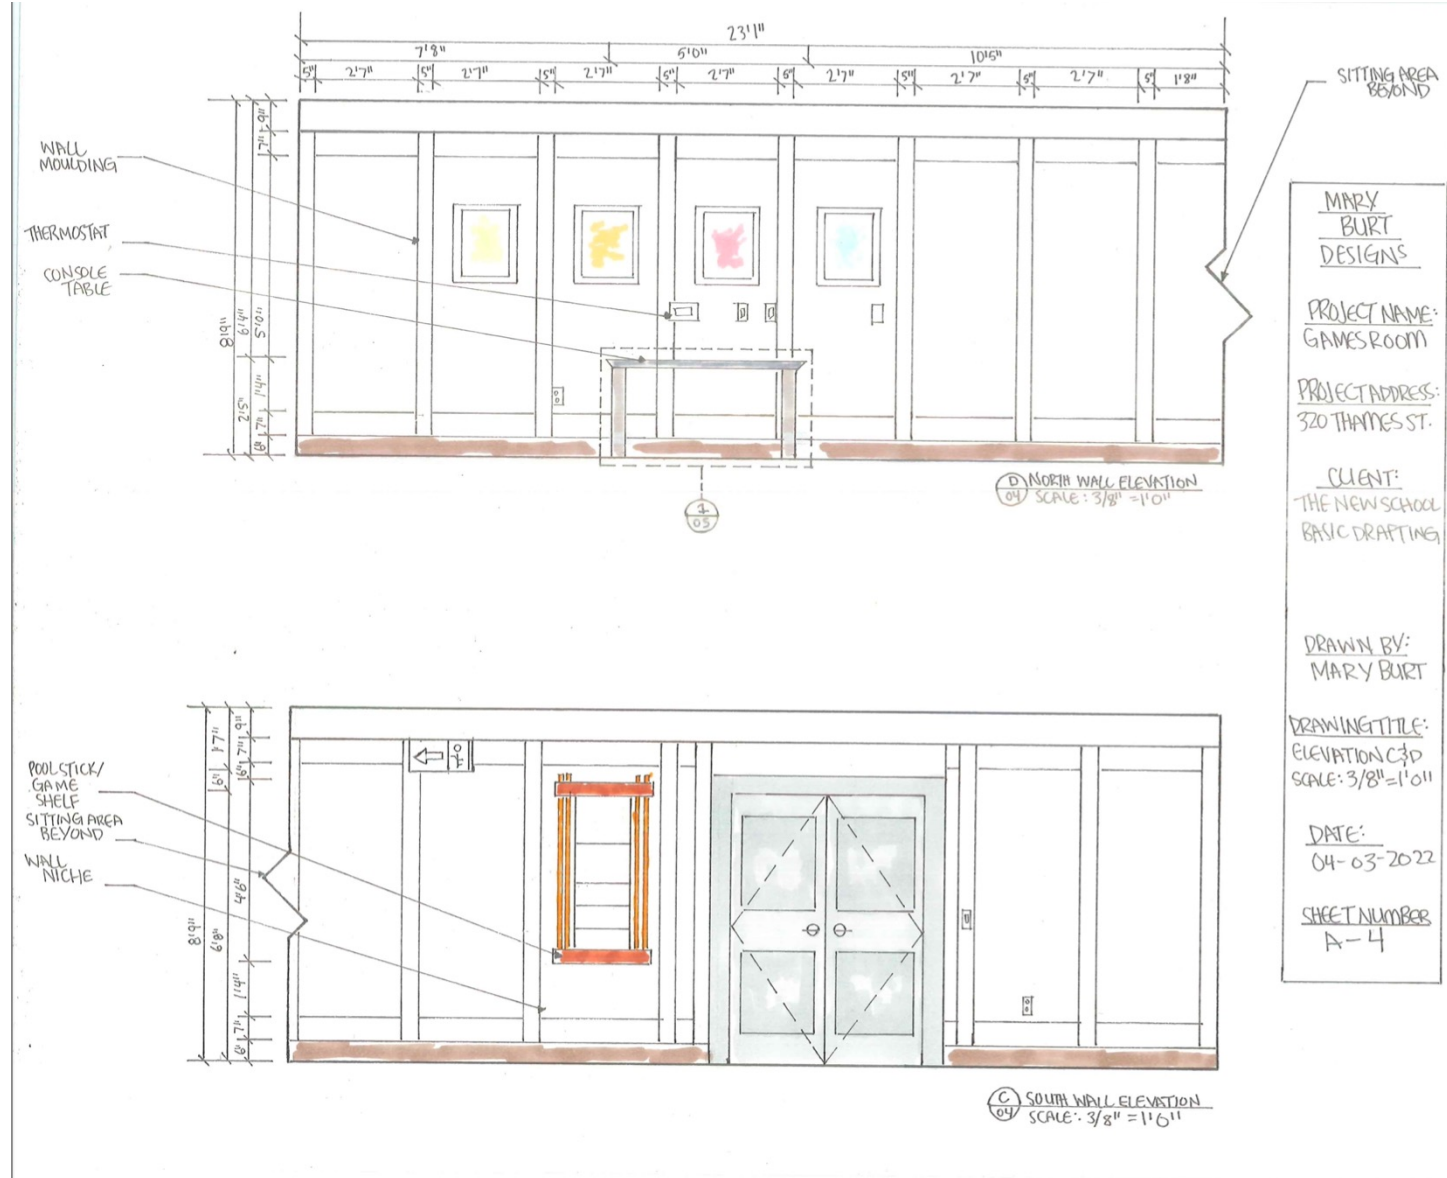 23'1"
7'8"
5'0"
10'5"
5"
2'7"
5"
2'7"
5"
2'7"
5"
2'7"
5"
2'7"
5"
2'7"
5"
2'7"
5"
1'8"
SITTING AREA
BEYOND
WALL
MOULDING
THERMOSTAT
CONSOLE
TABLE
8'9"
6'4"
2'5"
9"
7"
5'0"
1'4"
7"
6"
D
04
NORTH WALL ELEVATION
SCALE: 3/8" = 1'0"
1
05
POOLSTICK/
GAME
SHELF
SITTING AREA
BEYOND
WALL
NICHE
8'9"
1'7"
6"
6'8"
9"
7"
6"
4'6"
1'4"
7"
6"
C
04
SOUTH WALL ELEVATION
SCALE: 3/8" = 1'0"
MARY
BURT
DESIGNS
PROJECT NAME:
GAMES ROOM
PROJECT ADDRESS:
320 THAMES ST.
CLIENT:
THE NEW SCHOOL
BASIC DRAFTING
DRAWN BY:
MARY BURT
DRAWING TITLE:
ELEVATION C&D
SCALE: 3/8"=1'0"
DATE:
04-03-2022
SHEET NUMBER
A-4